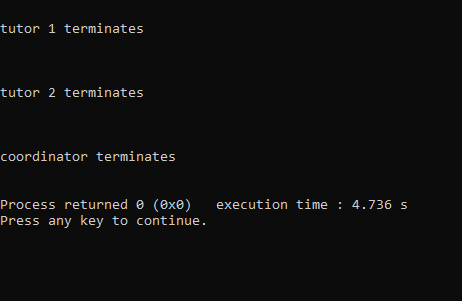 tutor 1 terminates
tutor 2 terminates
coordinator terminates
Process returned 0 (0x0)   execution time : 4.736 s
Press any key to continue.